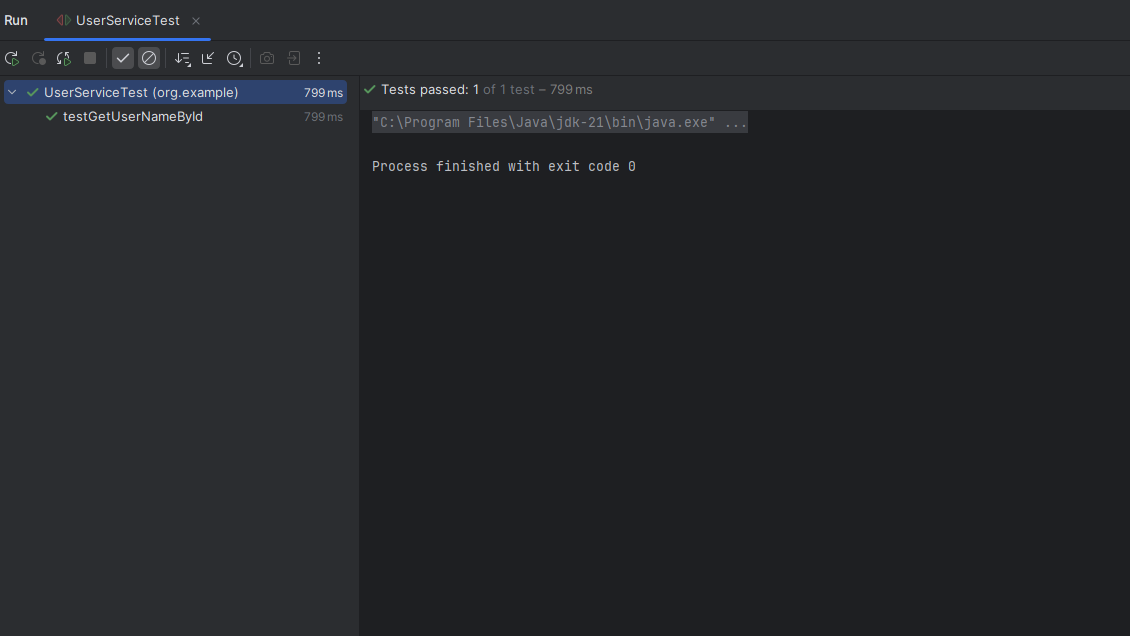 Run UserServiceTest
UserServiceTest (org.example) 799 ms
testGetUserNameById 799 ms
Tests passed: 1 of 1 test – 799 ms
"C:\Program Files\Java\jdk-21\bin\java.exe" ...
Process finished with exit code 0